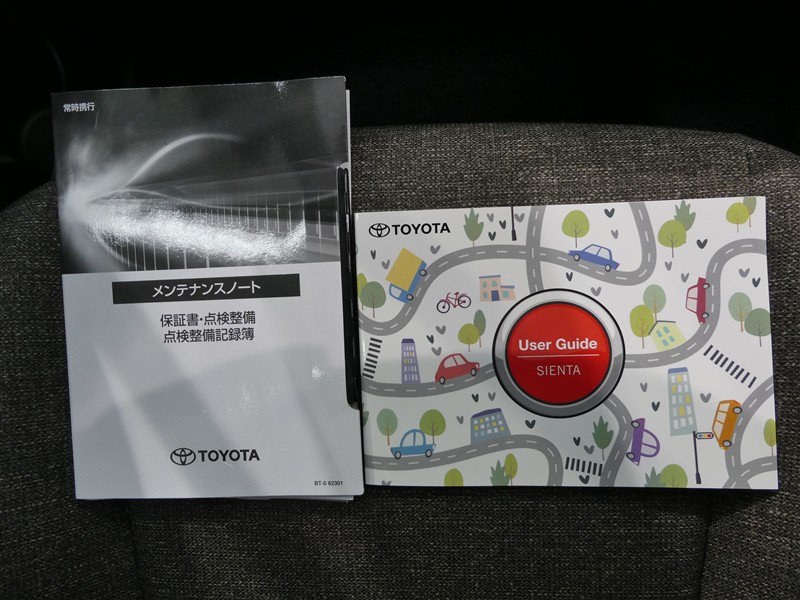 常時携行
メンテナンスノート
保証書・点検整備
点検整備記録簿
TOYOTA
BT-0 62301
TOYOTA
User Guide
SIENTA